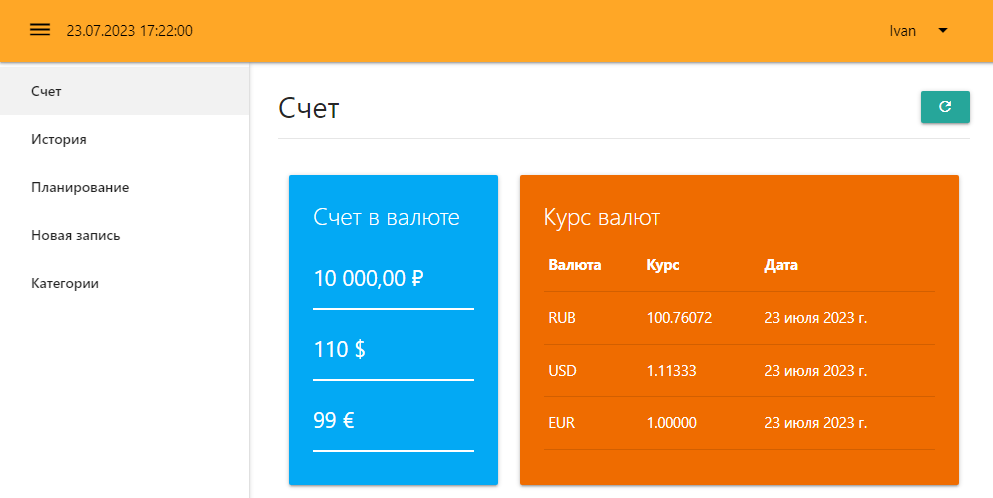 23.07.2023 17:22:00 Ivan
Счет
История
Планирование
Новая запись
Категории
Счет
Счет в валюте
10 000,00 ₽
110 $
99 €
Курс валют
Валюта Курс Дата
RUB 100.76072 23 июля 2023 г.
USD 1.11333 23 июля 2023 г.
EUR 1.00000 23 июля 2023 г.